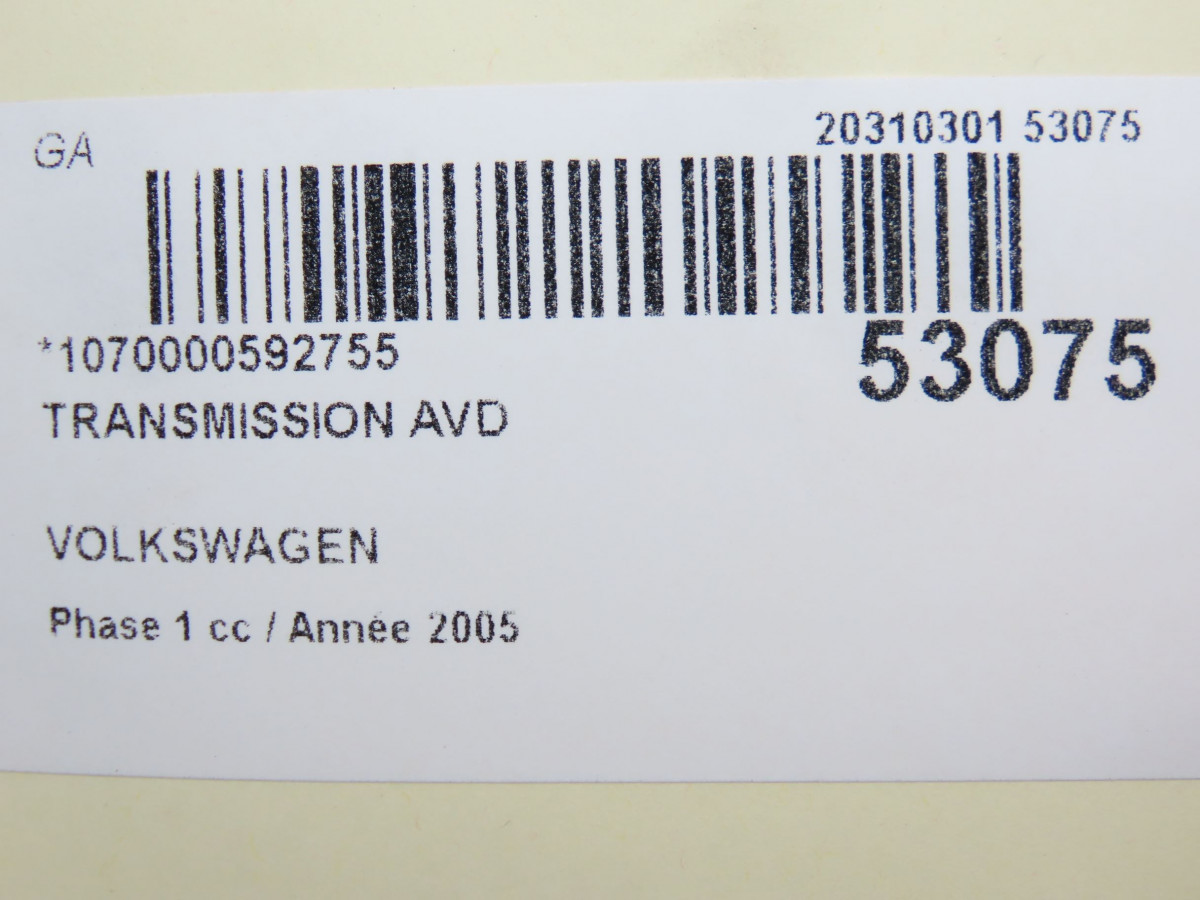 GA
20310301 53075
*1070000592755
53075
TRANSMISSION AVD
VOLKSWAGEN
Phase 1 cc / Année 2005